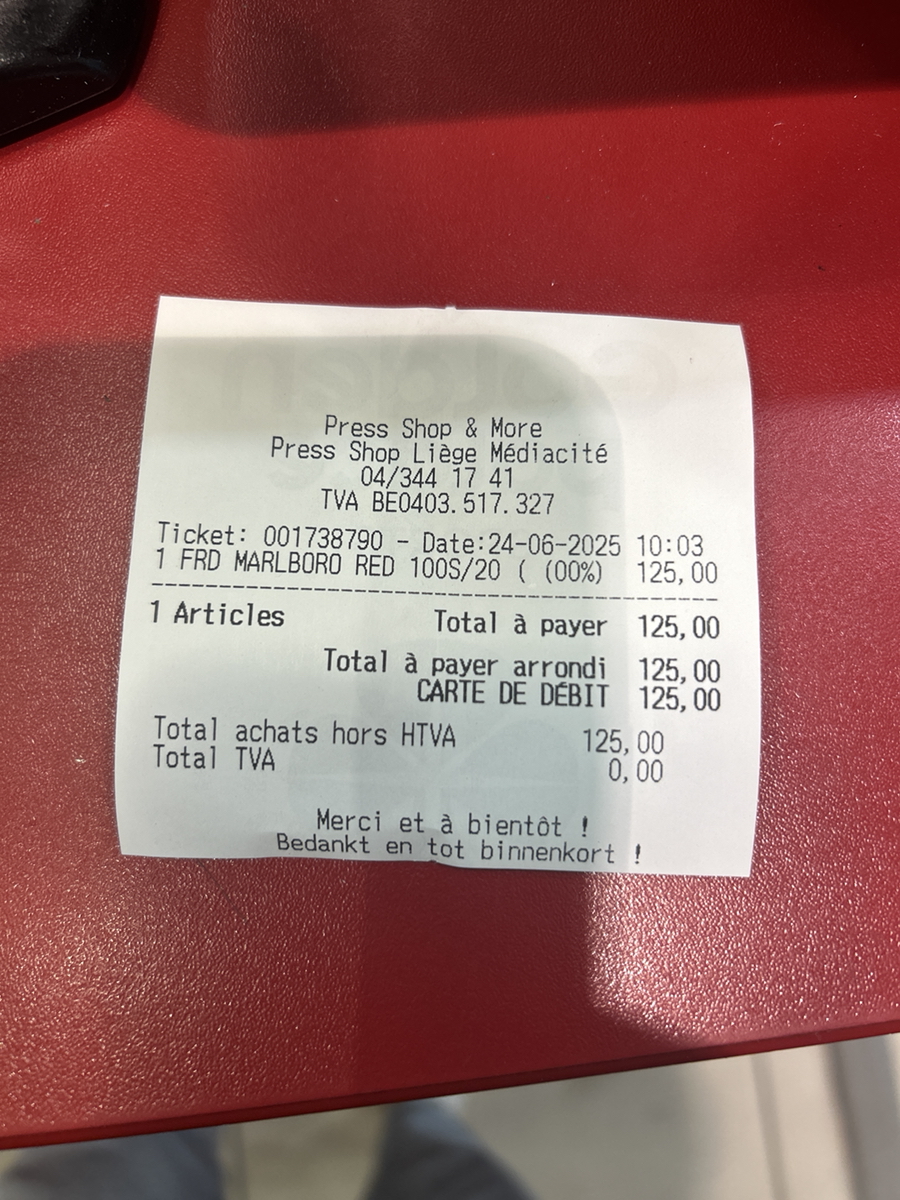 Press Shop & More
Press Shop Liège Médiacité
04/344 17 41
TVA BE0403.517.327
Ticket: 001738790 - Date:24-06-2025 10:03
1 FRD MARLBORO RED 100S/20 ( (00%) 125,00
1 Articles Total à payer 125,00
Total à payer arrondi 125,00
CARTE DE DÉBIT 125,00
Total achats hors HTVA 125,00
Total TVA 0,00
Merci et à bientôt !
Bedankt en tot binnenkort !